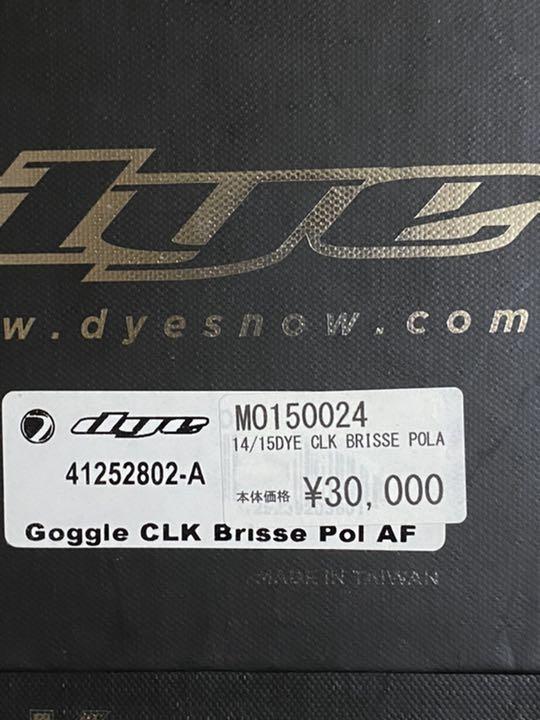 dye
w.dyesnow.com
dye
41252802-A
Goggle CLK Brisse Pol AF
M0150024
14/15DYE CLK BRISSE POLA
本体価格 ¥30,000
MADE IN TAIWAN